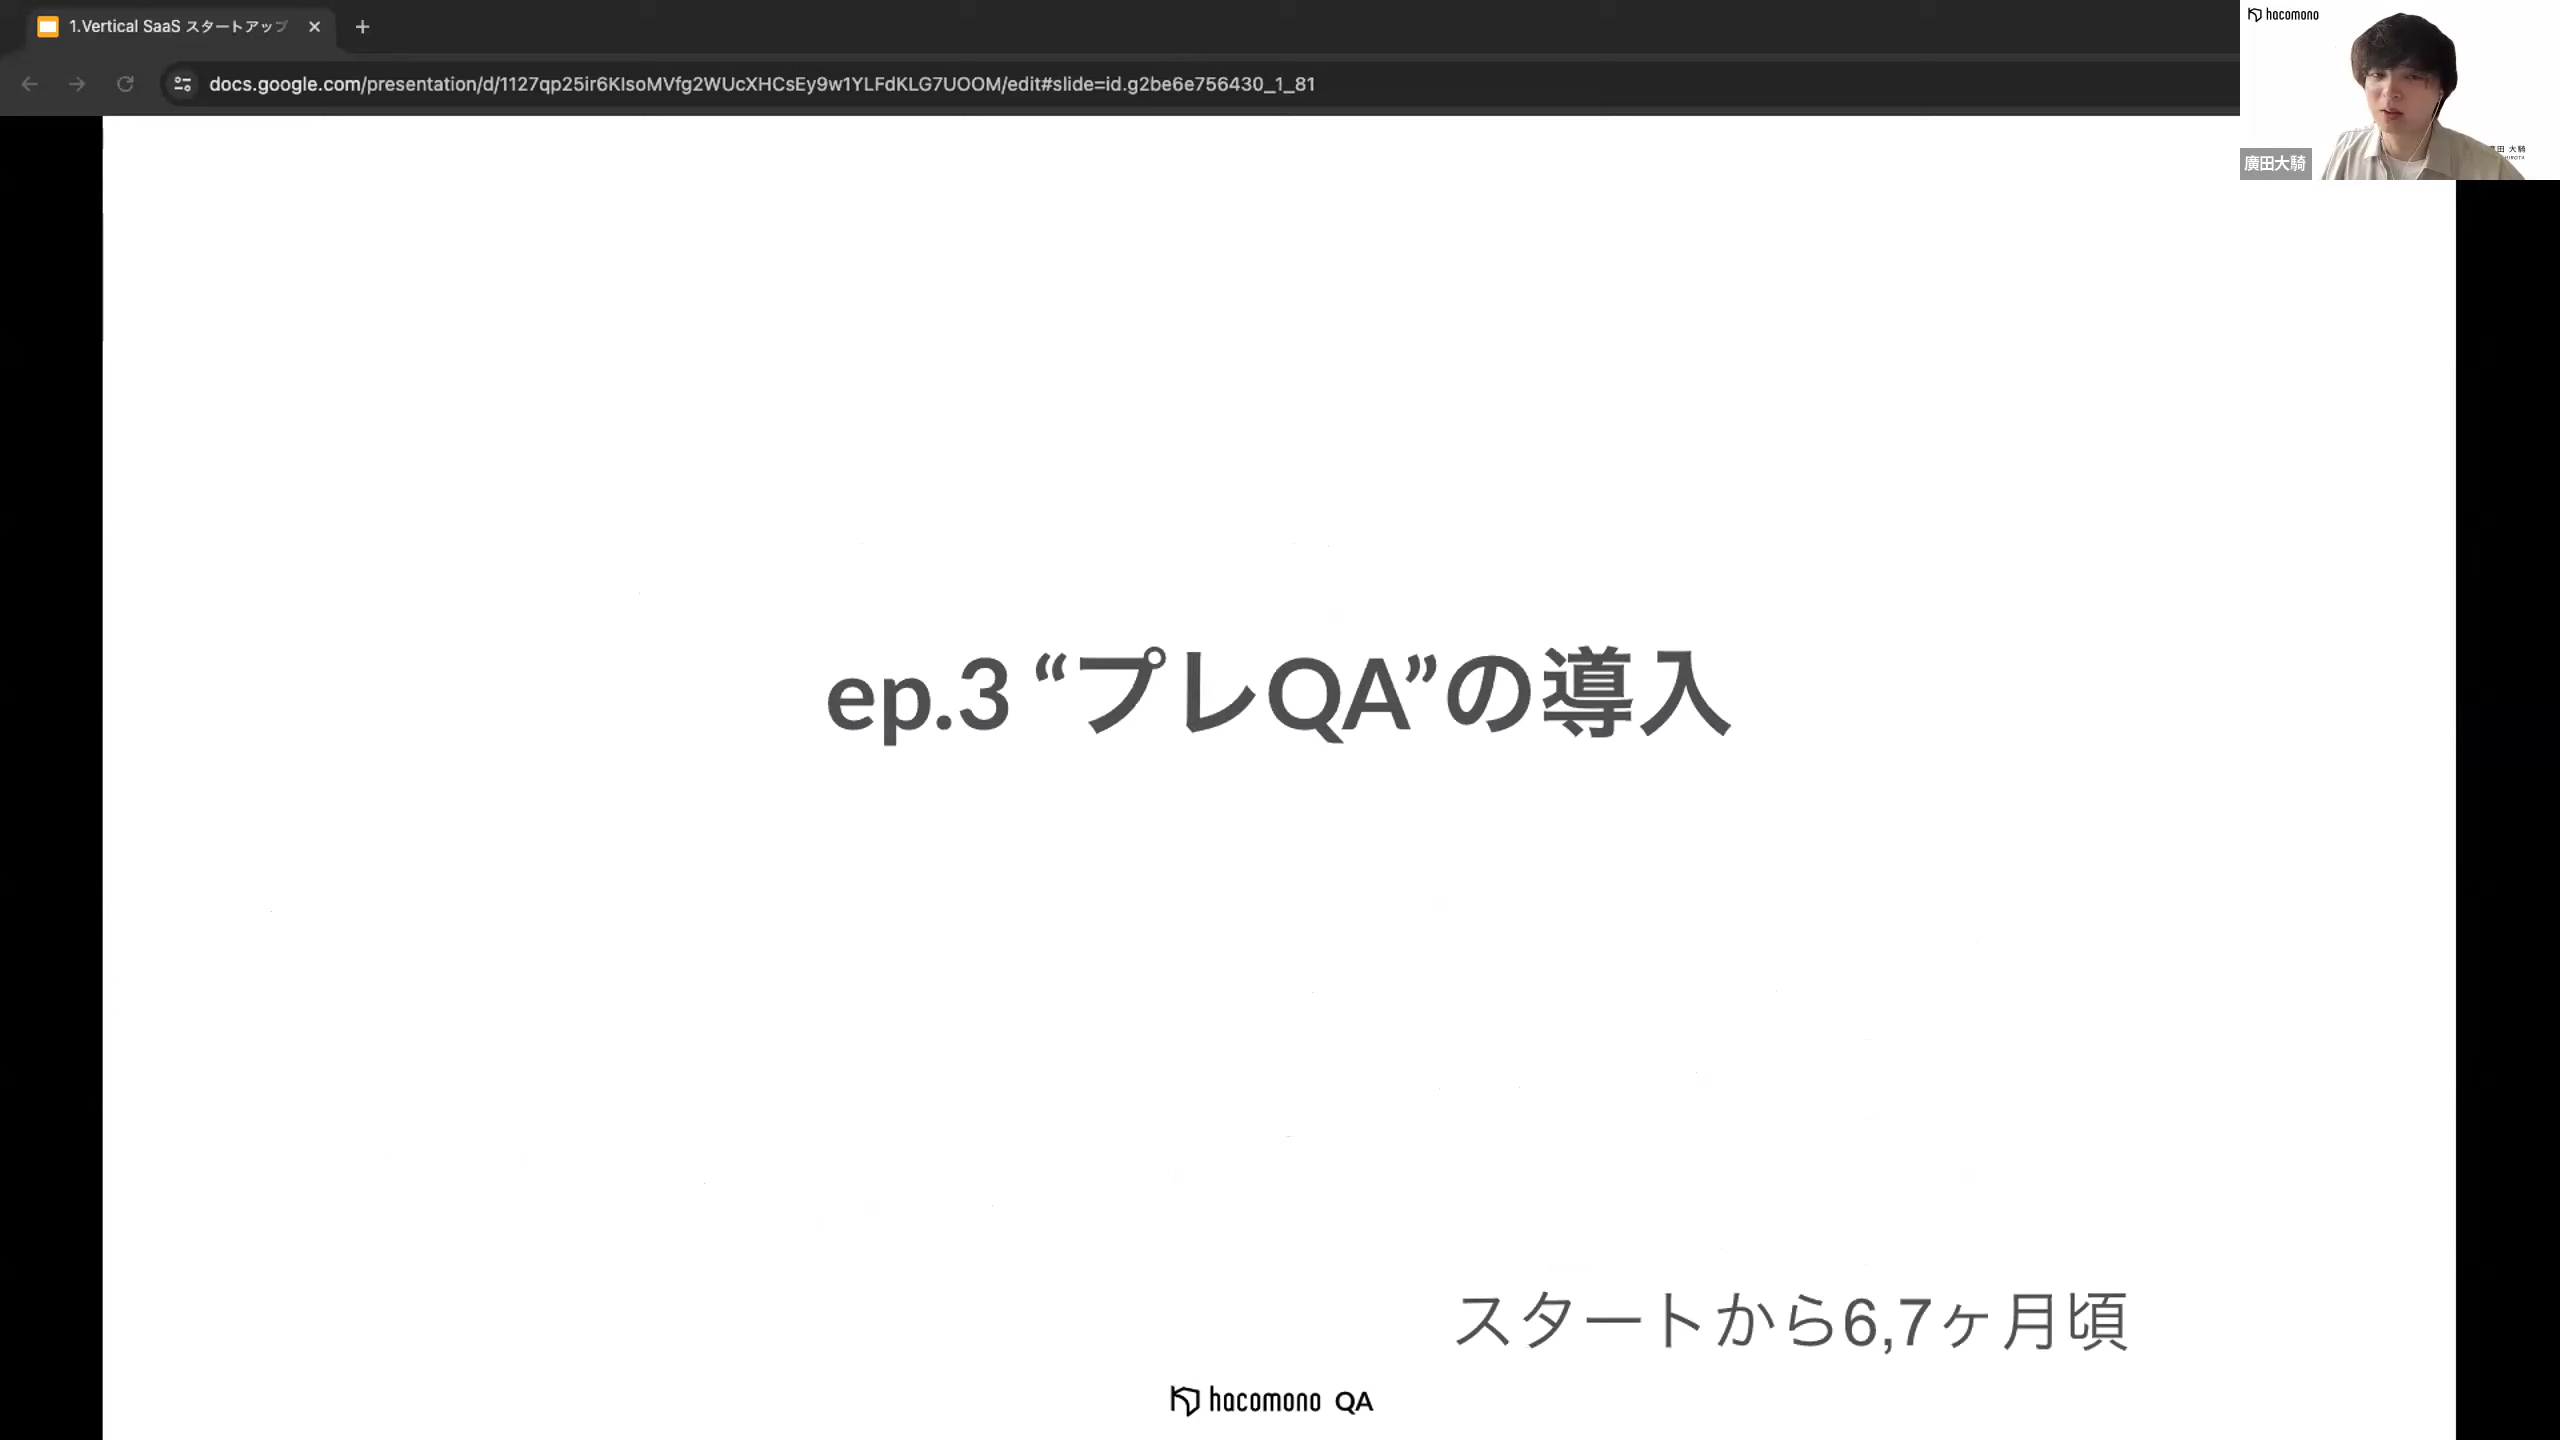 1.Vertical SaaS スタートアップ
docs.google.com/presentation/d/1127qp25ir6KIsoMVfg2WUcXHCsEy9w1YLFdKLG7UOOM/edit#slide=id.g2be6e756430_1_81
hacomono
廣田大騎
ep.3 “プレQA”の導入
スタートから6,7ヶ月頃
hacomono QA